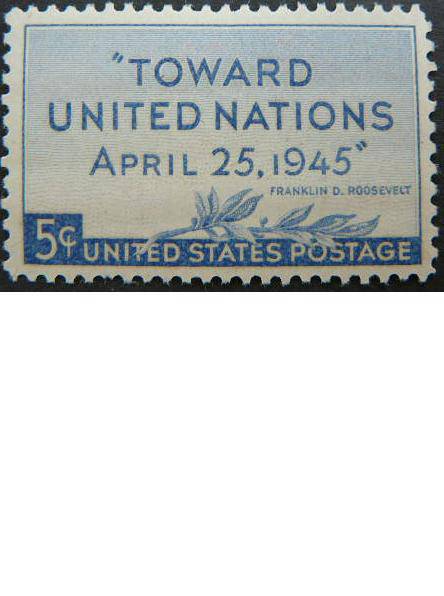 "TOWARD
UNITED NATIONS
APRIL 25, 1945"
FRANKLIN D. ROOSEVELT
5¢ UNITED STATES POSTAGE